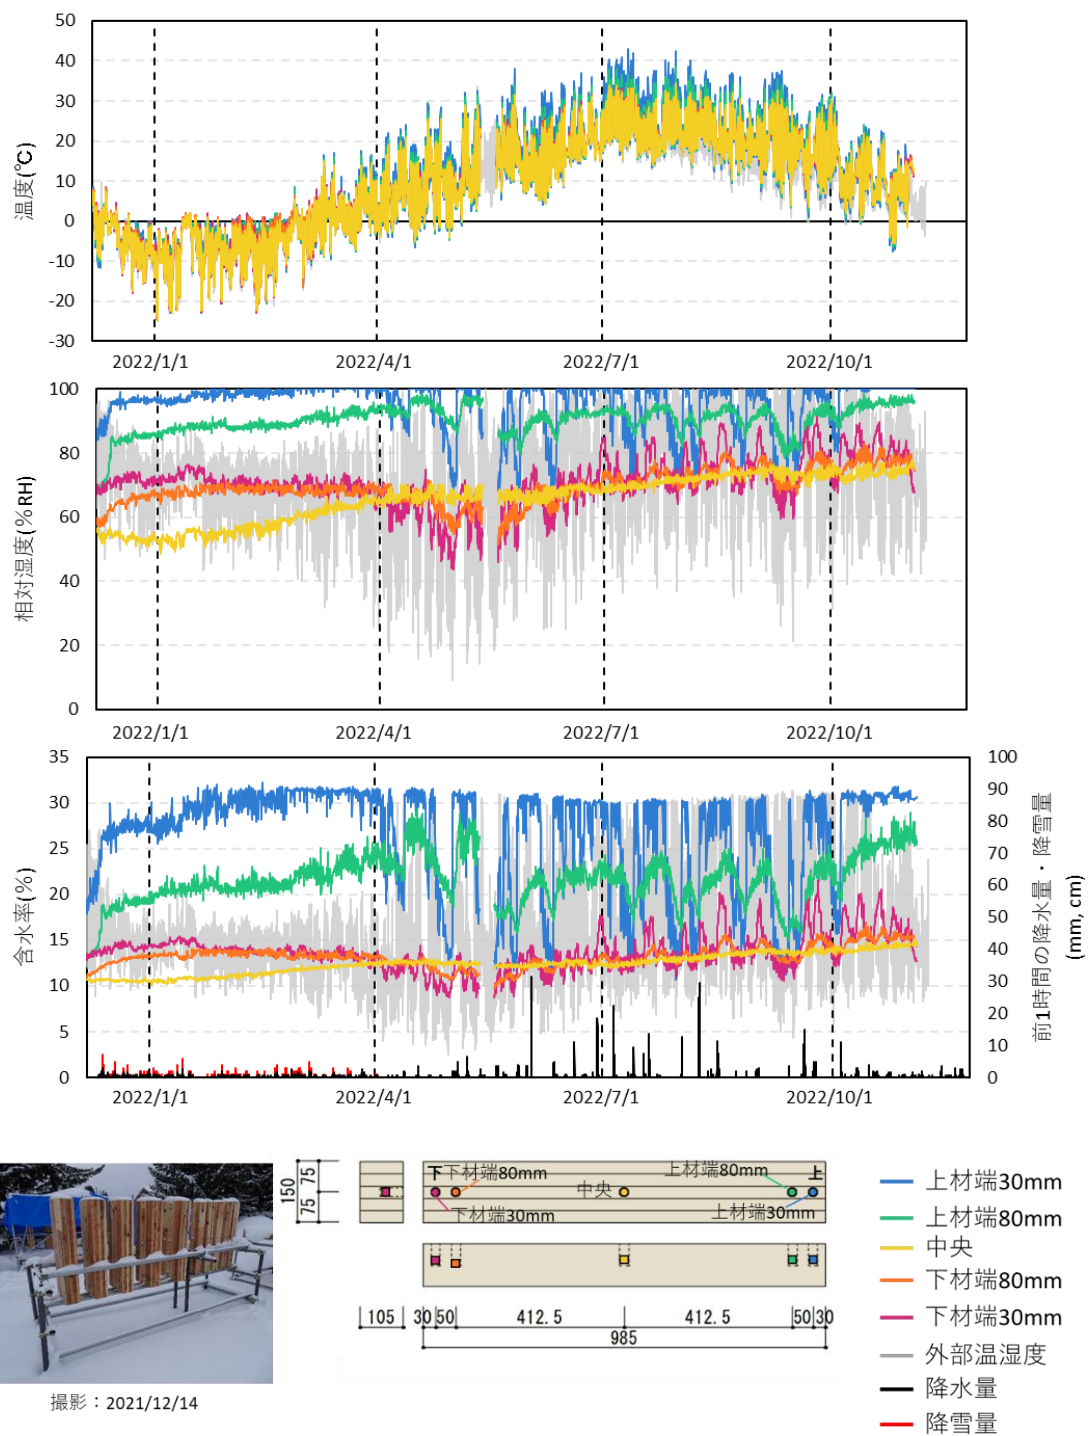 50
40
30
20
10
0
-10
-20
-30
温度(℃)
2022/1/1
2022/4/1
2022/7/1
2022/10/1
100
80
60
40
20
0
相対湿度(%RH)
2022/1/1
2022/4/1
2022/7/1
2022/10/1
35
30
25
20
15
10
5
0
含水率(%)
100
90
80
70
60
50
40
30
20
10
0
前1時間の降水量・降雪量
(mm, cm)
2022/1/1
2022/4/1
2022/7/1
2022/10/1
撮影：2021/12/14
150
75
75
下
下材端80mm
下材端30mm
中央
上材端80mm
上
上材端30mm
105
30
50
412.5
412.5
50
30
985
上材端30mm
上材端80mm
中央
下材端80mm
下材端30mm
外部温湿度
降水量
降雪量